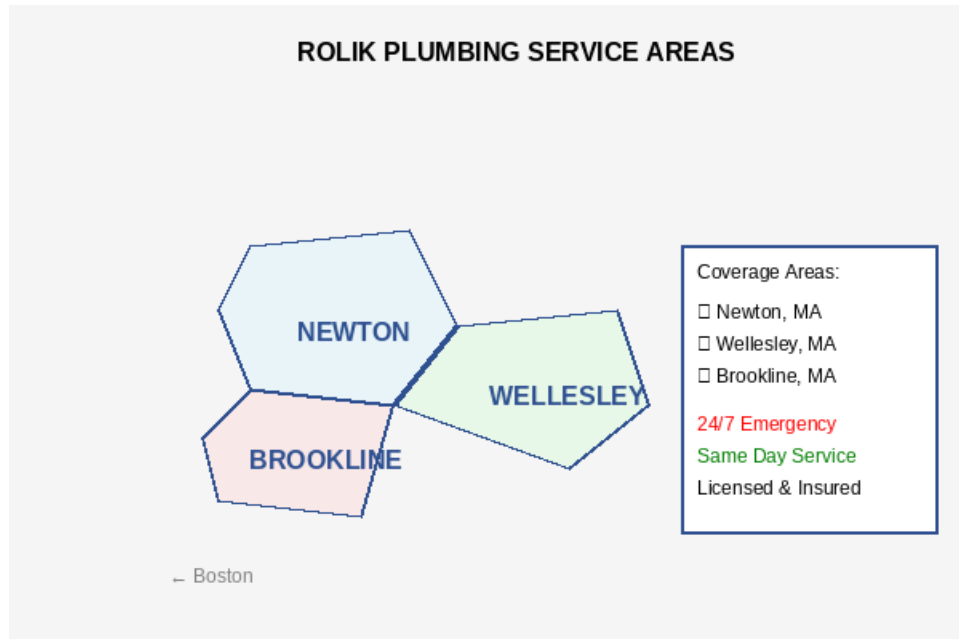 ROLIK PLUMBING SERVICE AREAS
NEWTON
WELLESLEY
BROOKLINE
Coverage Areas:
□ Newton, MA
□ Wellesley, MA
□ Brookline, MA
24/7 Emergency
Same Day Service
Licensed & Insured
← Boston